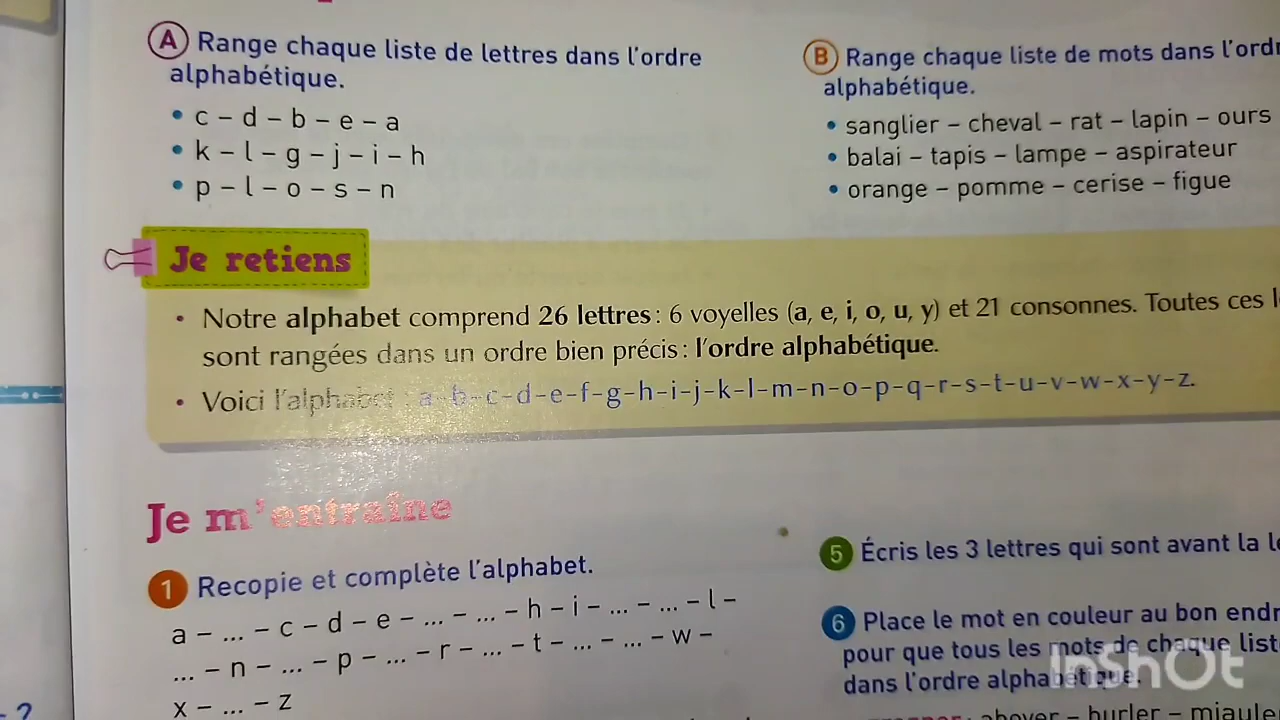 A Range chaque liste de lettres dans l'ordre
alphabétique.
• c – d – b – e – a
• k – l – g – j – i – h
• p – l – o – s – n
B Range chaque liste de mots dans l'ordr
alphabétique.
• sanglier – cheval – rat – lapin – ours
• balai – tapis – lampe – aspirateur
• orange – pomme – cerise – figue
Je retiens
• Notre alphabet comprend 26 lettres : 6 voyelles (a, e, i, o, u, y) et 21 consonnes. Toutes ces l
sont rangées dans un ordre bien précis : l'ordre alphabétique.
• Voici l'alphabet : a-b-c-d-e-f-g-h-i-j-k-l-m-n-o-p-q-r-s-t-u-v-w-x-y-z.
Je m'entraîne
1 Recopie et complète l'alphabet.
a – ... – c – d – e – ... – ... – h – i – ... – ... – l –
... – n – ... – p – ... – r – ... – t – ... – ... – w –
x – ... – z
5 Écris les 3 lettres qui sont avant la l
6 Place le mot en couleur au bon endr
pour que tous les mots de chaque list
dans l'ordre alphabétique.
aboyer – hurler – miaule
InShOt